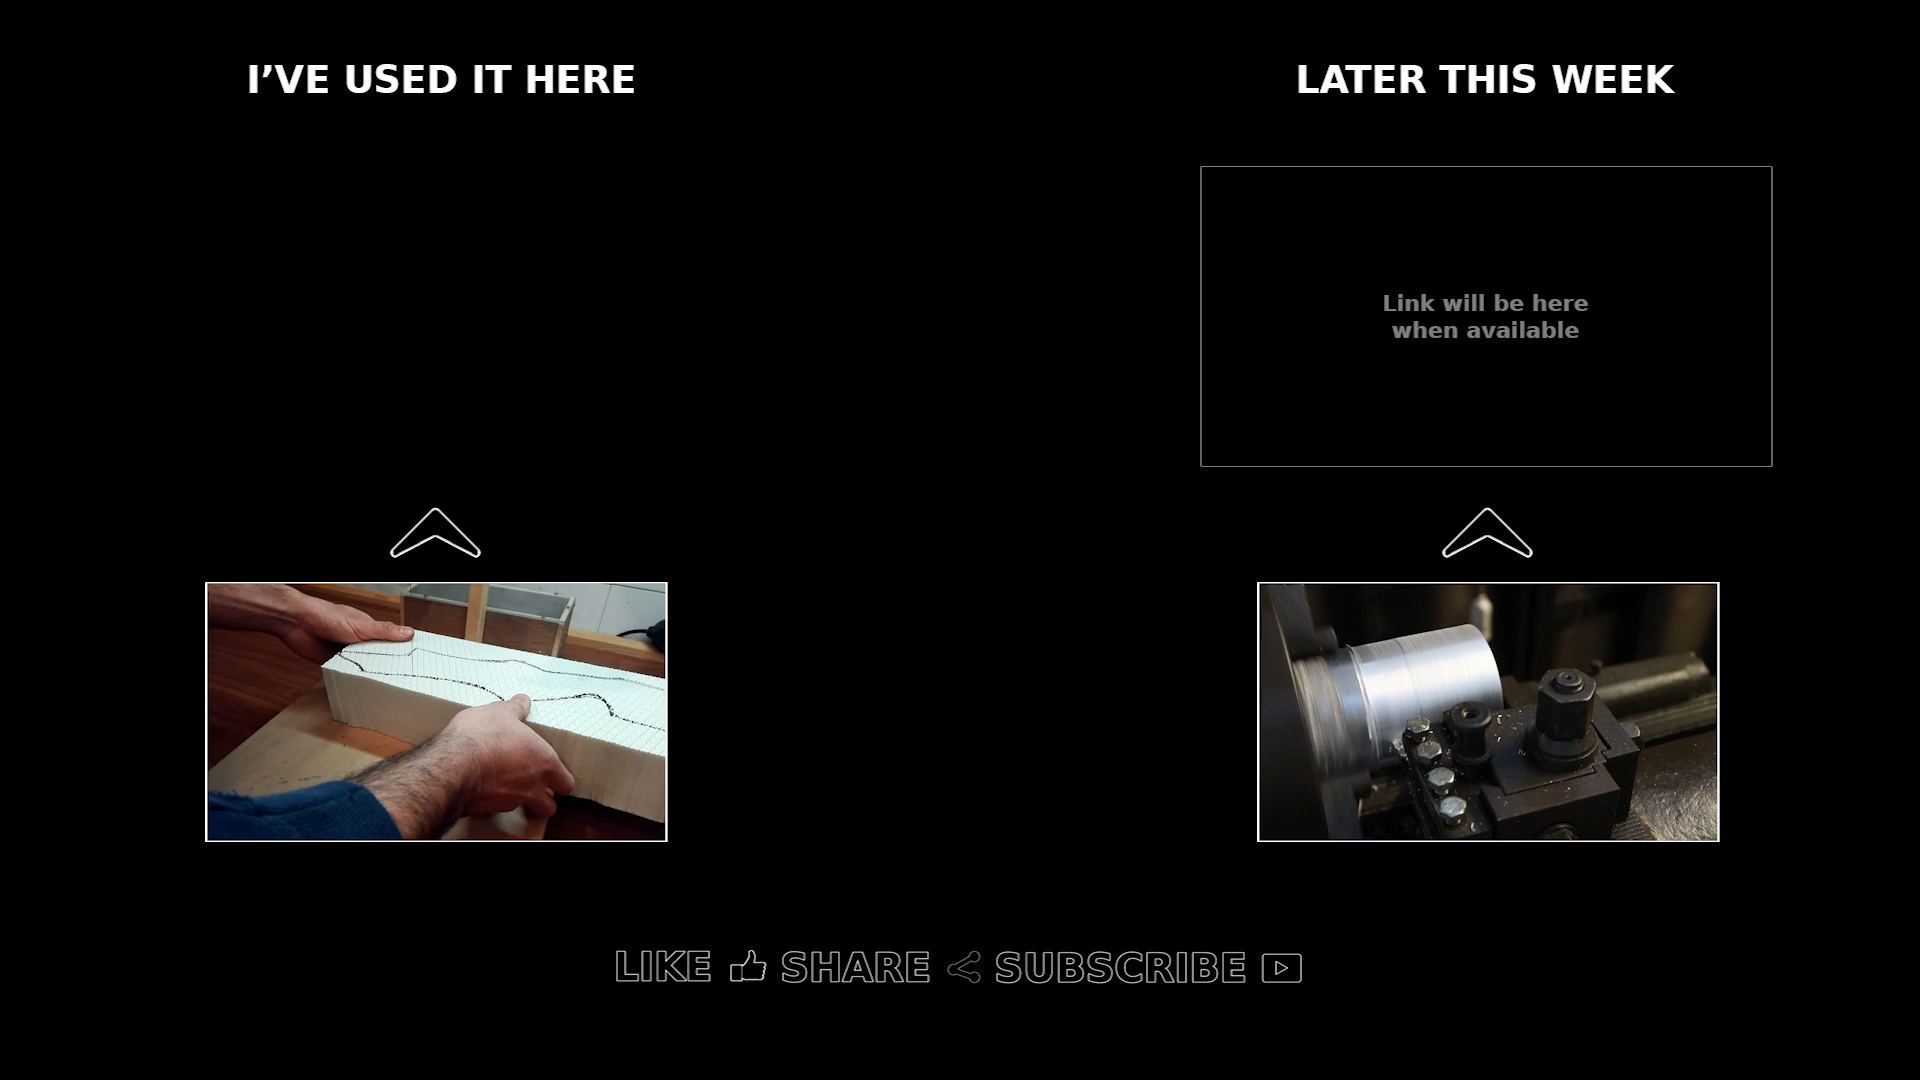 I’VE USED IT HERE
LATER THIS WEEK
Link will be here
when available
LIKE SHARE SUBSCRIBE